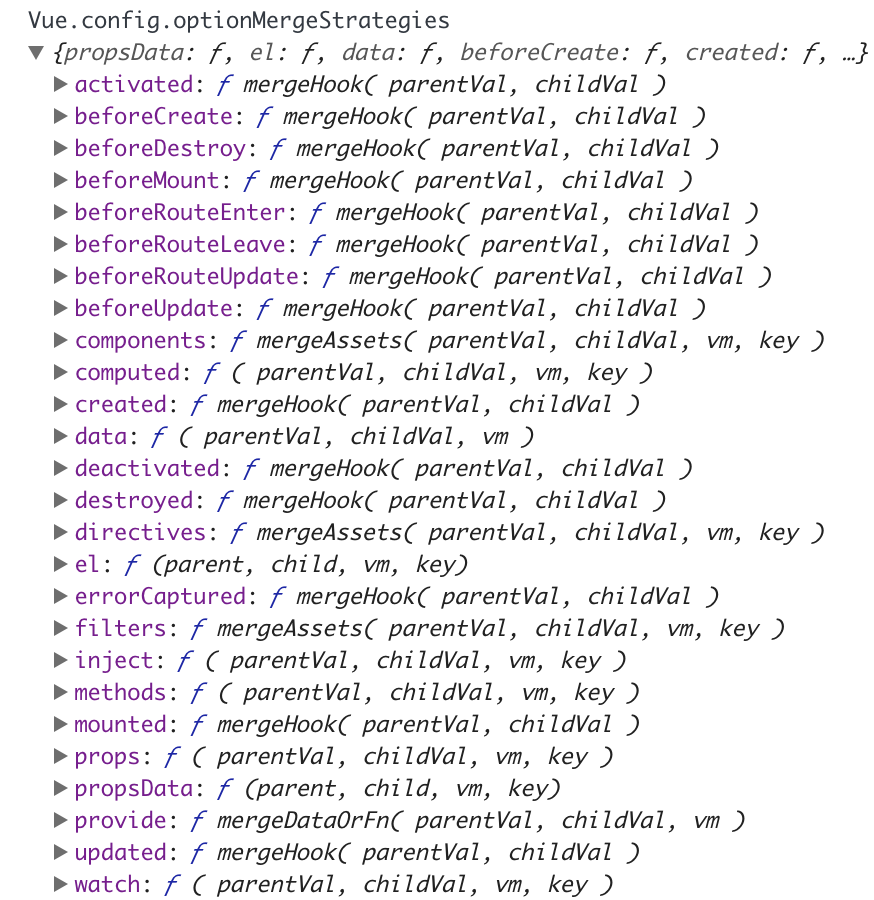 Vue.config.optionMergeStrategies
▼ {propsData: ƒ, el: ƒ, data: ƒ, beforeCreate: ƒ, created: ƒ, …}
▶ activated: ƒ mergeHook( parentVal, childVal )
▶ beforeCreate: ƒ mergeHook( parentVal, childVal )
▶ beforeDestroy: ƒ mergeHook( parentVal, childVal )
▶ beforeMount: ƒ mergeHook( parentVal, childVal )
▶ beforeRouteEnter: ƒ mergeHook( parentVal, childVal )
▶ beforeRouteLeave: ƒ mergeHook( parentVal, childVal )
▶ beforeRouteUpdate: ƒ mergeHook( parentVal, childVal )
▶ beforeUpdate: ƒ mergeHook( parentVal, childVal )
▶ components: ƒ mergeAssets( parentVal, childVal, vm, key )
▶ computed: ƒ ( parentVal, childVal, vm, key )
▶ created: ƒ mergeHook( parentVal, childVal )
▶ data: ƒ ( parentVal, childVal, vm )
▶ deactivated: ƒ mergeHook( parentVal, childVal )
▶ destroyed: ƒ mergeHook( parentVal, childVal )
▶ directives: ƒ mergeAssets( parentVal, childVal, vm, key )
▶ el: ƒ (parent, child, vm, key)
▶ errorCaptured: ƒ mergeHook( parentVal, childVal )
▶ filters: ƒ mergeAssets( parentVal, childVal, vm, key )
▶ inject: ƒ ( parentVal, childVal, vm, key )
▶ methods: ƒ ( parentVal, childVal, vm, key )
▶ mounted: ƒ mergeHook( parentVal, childVal )
▶ props: ƒ ( parentVal, childVal, vm, key )
▶ propsData: ƒ (parent, child, vm, key)
▶ provide: ƒ mergeDataOrFn( parentVal, childVal, vm )
▶ updated: ƒ mergeHook( parentVal, childVal )
▶ watch: ƒ ( parentVal, childVal, vm, key )